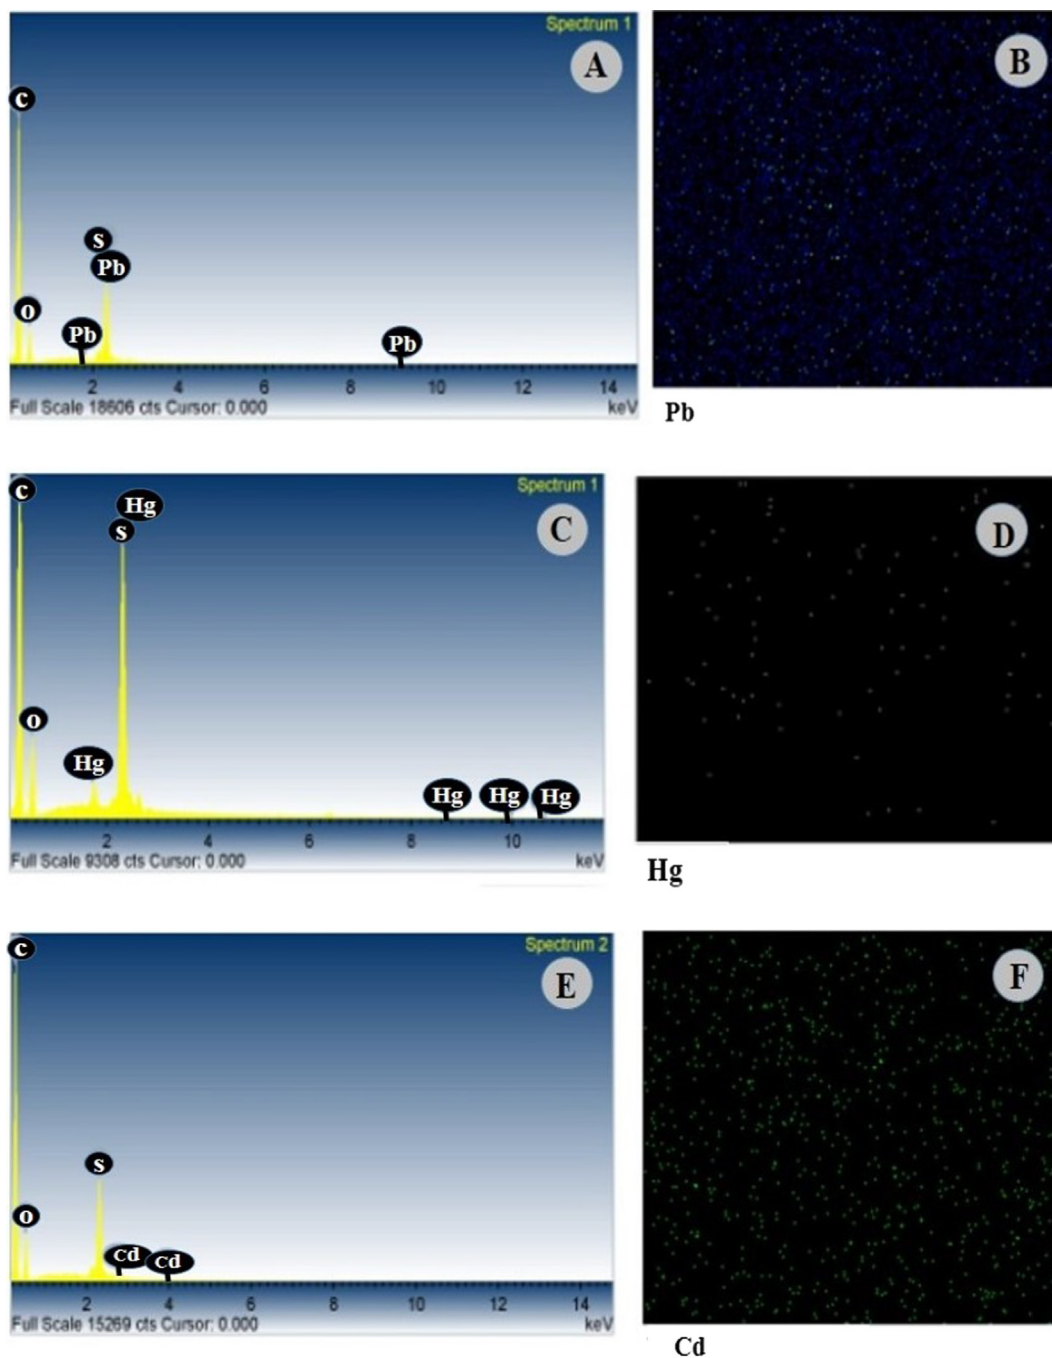 Spectrum 1
A
B
C
S
Pb
O
Pb
Pb
2 4 6 8 10 12 14
Full Scale 18606 cts Cursor: 0.000 keV
Pb
Spectrum 1
C
D
C
Hg
S
O
Hg
Hg Hg Hg
2 4 6 8 10
Full Scale 9308 cts Cursor: 0.000 keV
Hg
Spectrum 2
C
E
F
S
O
Cd Cd
2 4 6 8 10 12 14
Full Scale 15269 cts Cursor: 0.000 keV
Cd